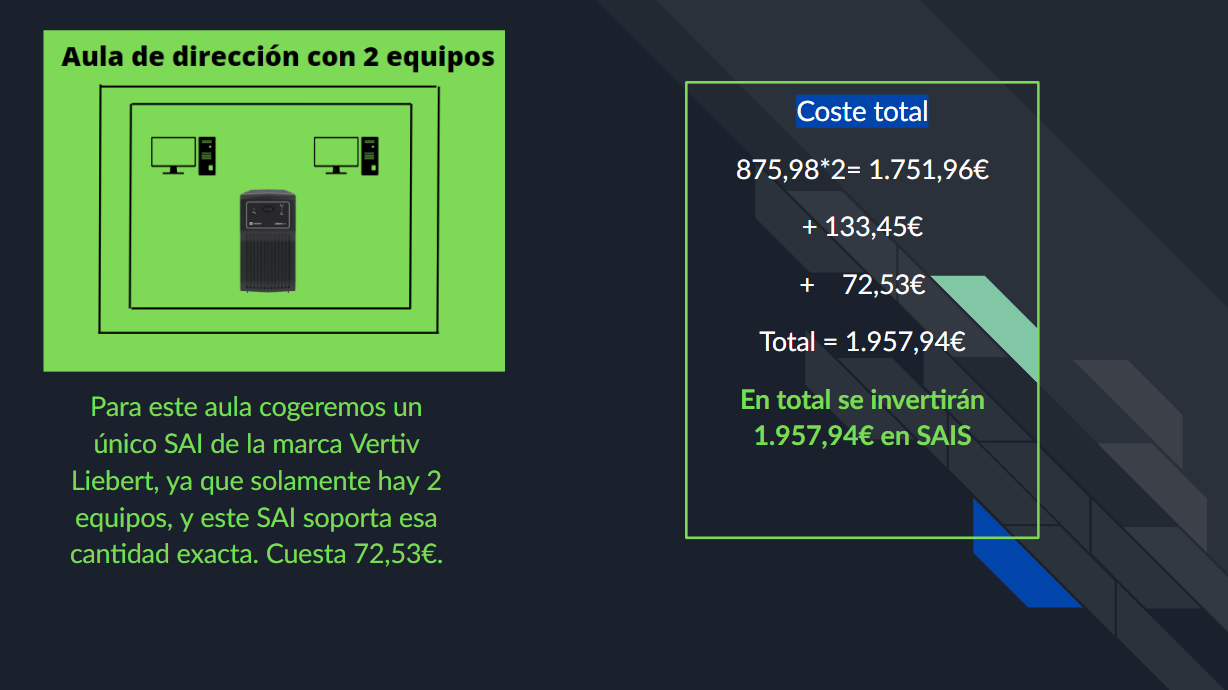 Aula de dirección con 2 equipos
Para este aula cogeremos un
único SAI de la marca Vertiv
Liebert, ya que solamente hay 2
equipos, y este SAI soporta esa
cantidad exacta. Cuesta 72,53€.
Coste total
875,98*2= 1.751,96€
+ 133,45€
+ 72,53€
Total = 1.957,94€
En total se invertirán
1.957,94€ en SAIS